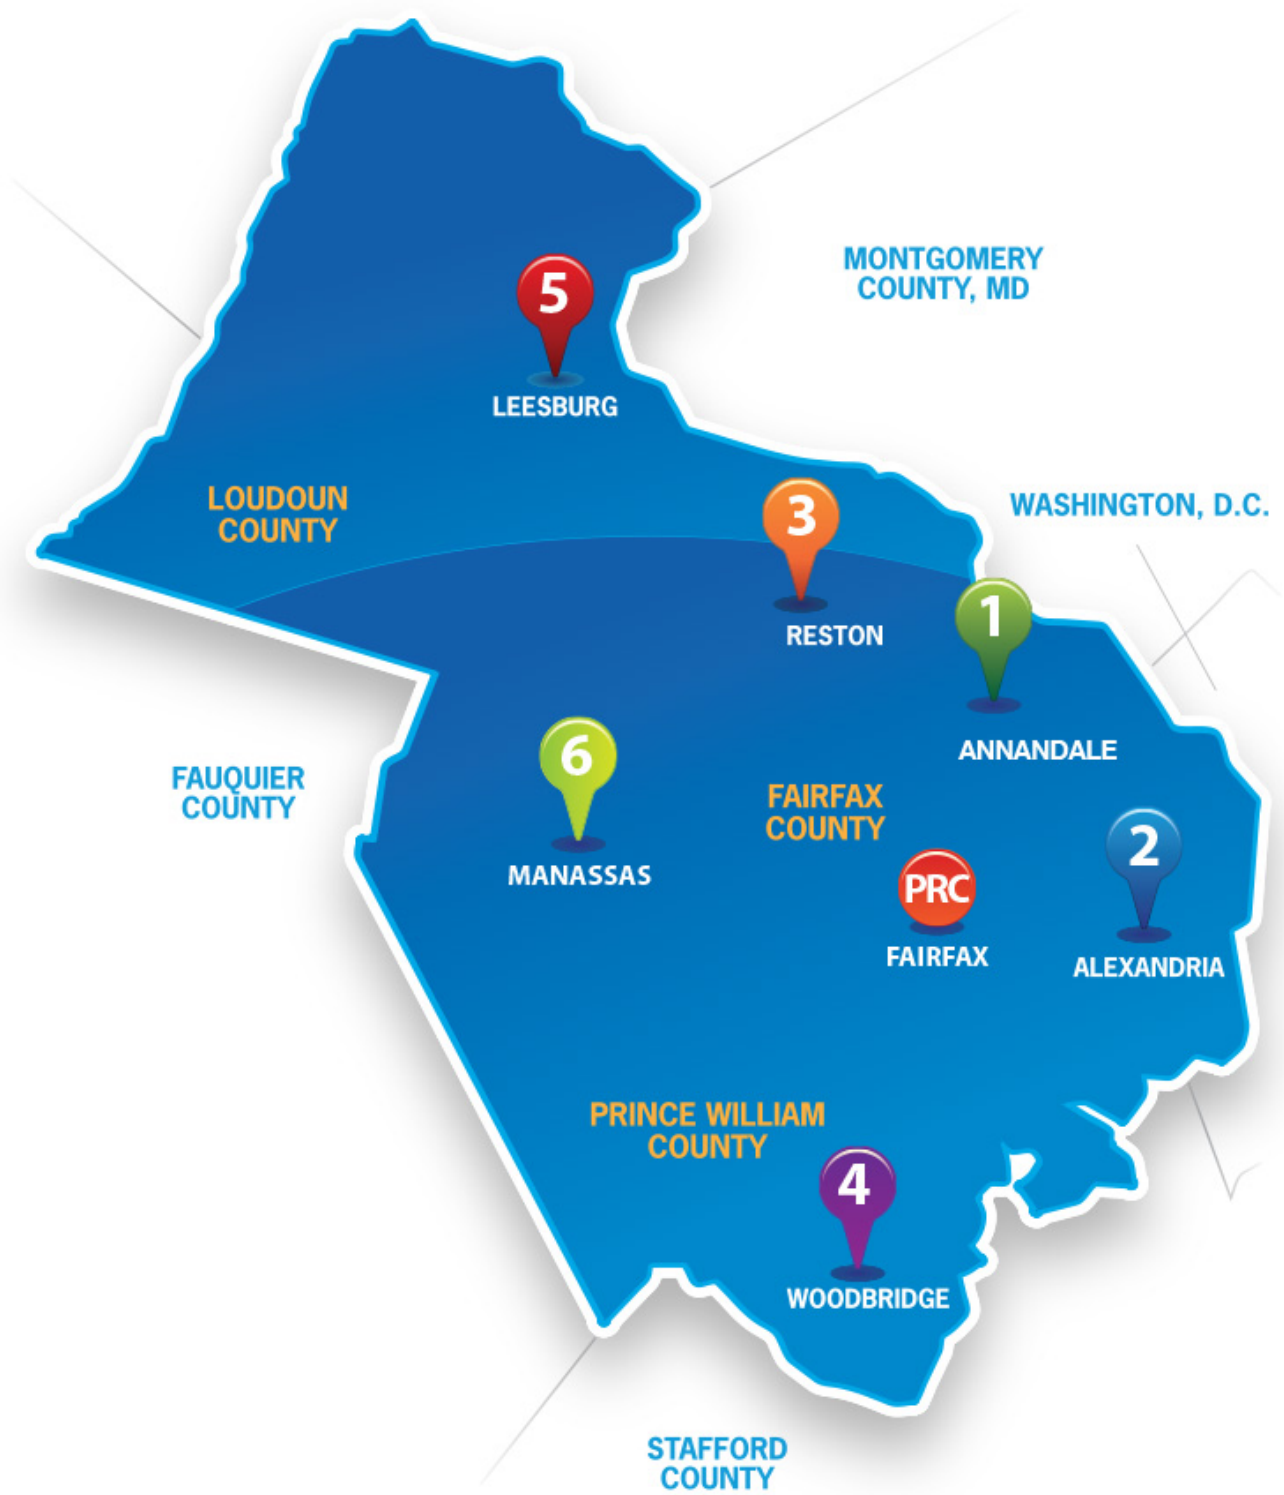 MONTGOMERY
COUNTY, MD
5
LEESBURG
LOUDOUN
COUNTY
3
WASHINGTON, D.C.
RESTON
1
ANNANDALE
6
MANASSAS
FAUQUIER
COUNTY
FAIRFAX
COUNTY
2
ALEXANDRIA
PRC
FAIRFAX
PRINCE WILLIAM
COUNTY
4
WOODBRIDGE
STAFFORD
COUNTY